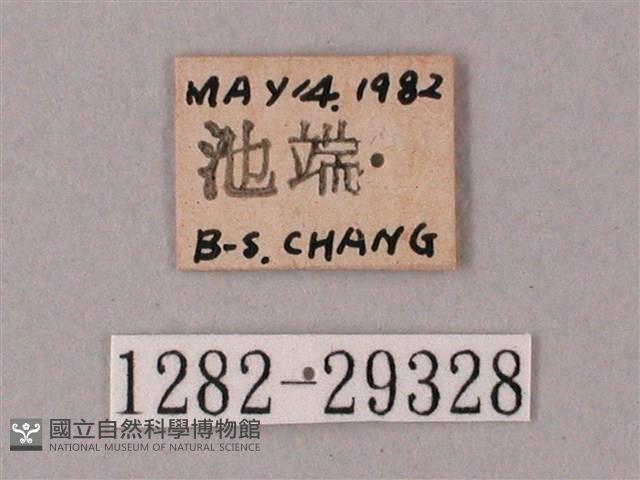 MAY 14. 1982
池端
B-S. CHANG
1282-29328
國立自然科學博物館
NATIONAL MUSEUM OF NATURAL SCIENCE